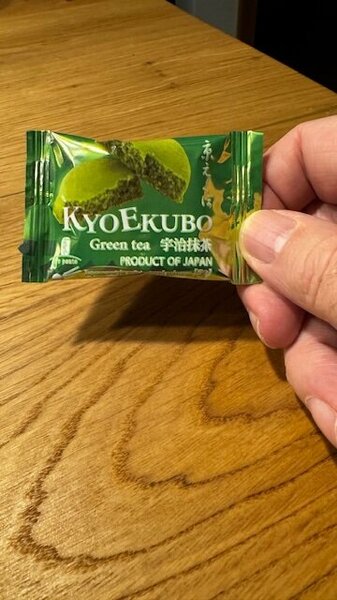 KYOEKUBO
Green tea 宇治抹茶
PRODUCT OF JAPAN